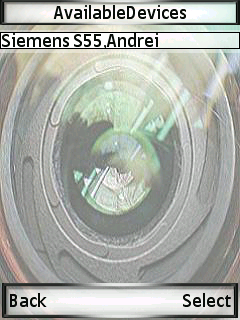 AvailableDevices
Siemens S55,Andrei
Back Select